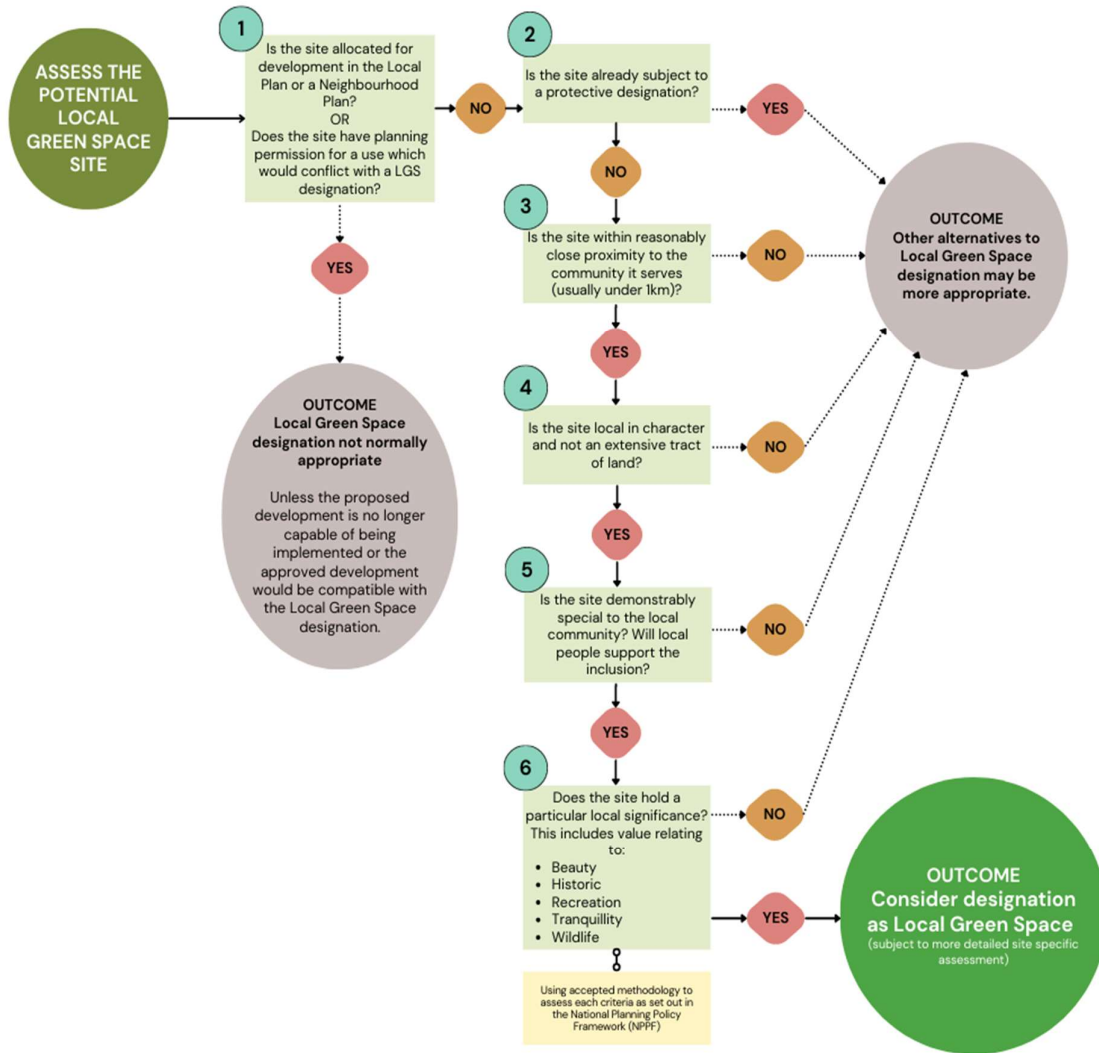 ASSESS THE
POTENTIAL
LOCAL
GREEN SPACE
SITE
1
Is the site allocated for
development in the Local
Plan or a Neighbourhood
Plan?
OR
Does the site have planning
permission for a use which
would conflict with a LGS
designation?
NO
YES
OUTCOME
Local Green Space
designation not normally
appropriate
Unless the proposed
development is no longer
capable of being
implemented or the
approved development
would be compatible with
the Local Green Space
designation.
2
Is the site already subject to
a protective designation?
YES
NO
3
Is the site within reasonably
close proximity to the
community it serves
(usually under 1km)?
NO
YES
4
Is the site local in character
and not an extensive tract
of land?
NO
YES
5
Is the site demonstrably
special to the local
community? Will local
people support the
inclusion?
NO
YES
6
Does the site hold a
particular local significance?
This includes value relating
to:
• Beauty
• Historic
• Recreation
• Tranquillity
• Wildlife
NO
YES
Using accepted methodology to
assess each criteria as set out in
the National Planning Policy
Framework (NPPF)
OUTCOME
Other alternatives to
Local Green Space
designation may be
more appropriate.
OUTCOME
Consider designation
as Local Green Space
(subject to more detailed site specific
assessment)